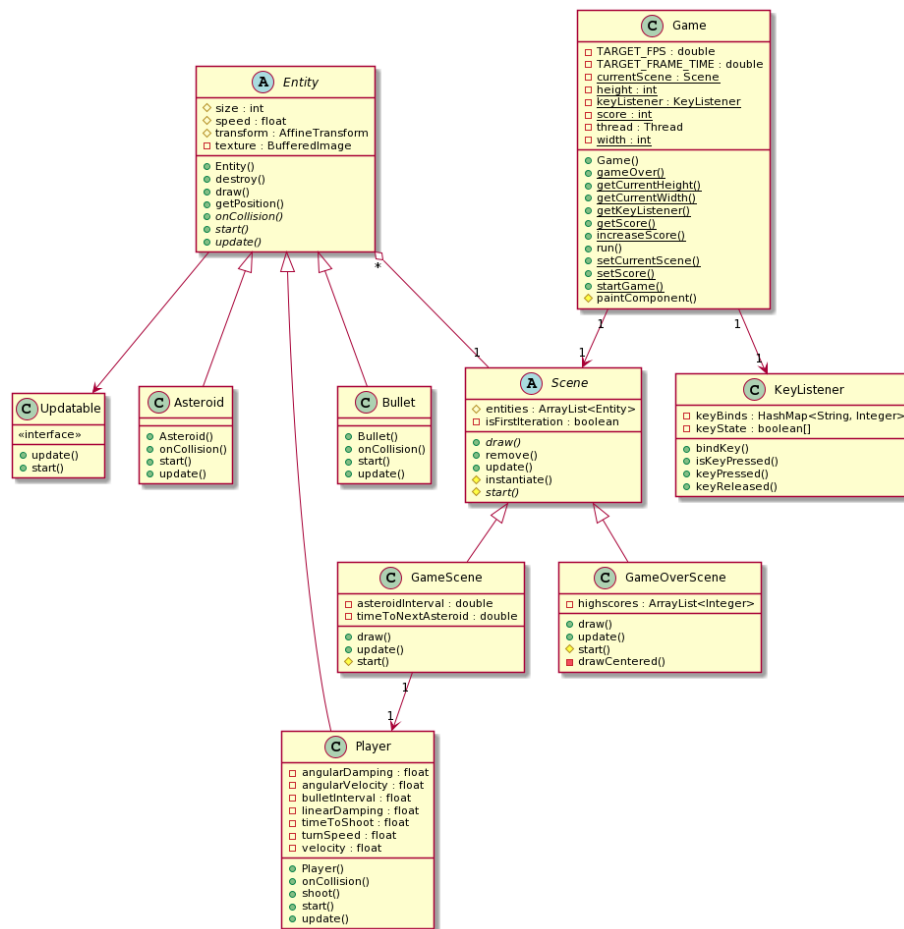 C Game
TARGET_FPS : double
TARGET_FRAME_TIME : double
currentScene : Scene
height : int
keyListener : KeyListener
score : int
thread : Thread
width : int
Game()
gameOver()
getCurrentHeight()
getCurrentWidth()
getKeyListener()
getScore()
increaseScore()
run()
setCurrentScene()
setScore()
startGame()
paintComponent()
A Entity
size : int
speed : float
transform : AffineTransform
texture : BufferedImage
Entity()
destroy()
draw()
getPosition()
onCollision()
start()
update()
*
1
1
1
1
1
C Updatable
«interface»
update()
start()
C Asteroid
Asteroid()
onCollision()
start()
update()
C Bullet
Bullet()
onCollision()
start()
update()
A Scene
entities : ArrayList<Entity>
isFirstIteration : boolean
draw()
remove()
update()
instantiate()
start()
C KeyListener
keyBinds : HashMap<String, Integer>
keyState : boolean[]
bindKey()
isKeyPressed()
keyPressed()
keyReleased()
C GameScene
asteroidInterval : double
timeToNextAsteroid : double
draw()
update()
start()
C GameOverScene
highscores : ArrayList<Integer>
draw()
update()
start()
drawCentered()
1
1
C Player
angularDamping : float
angularVelocity : float
bulletInterval : float
linearDamping : float
timeToShoot : float
turnSpeed : float
velocity : float
Player()
onCollision()
shoot()
start()
update()